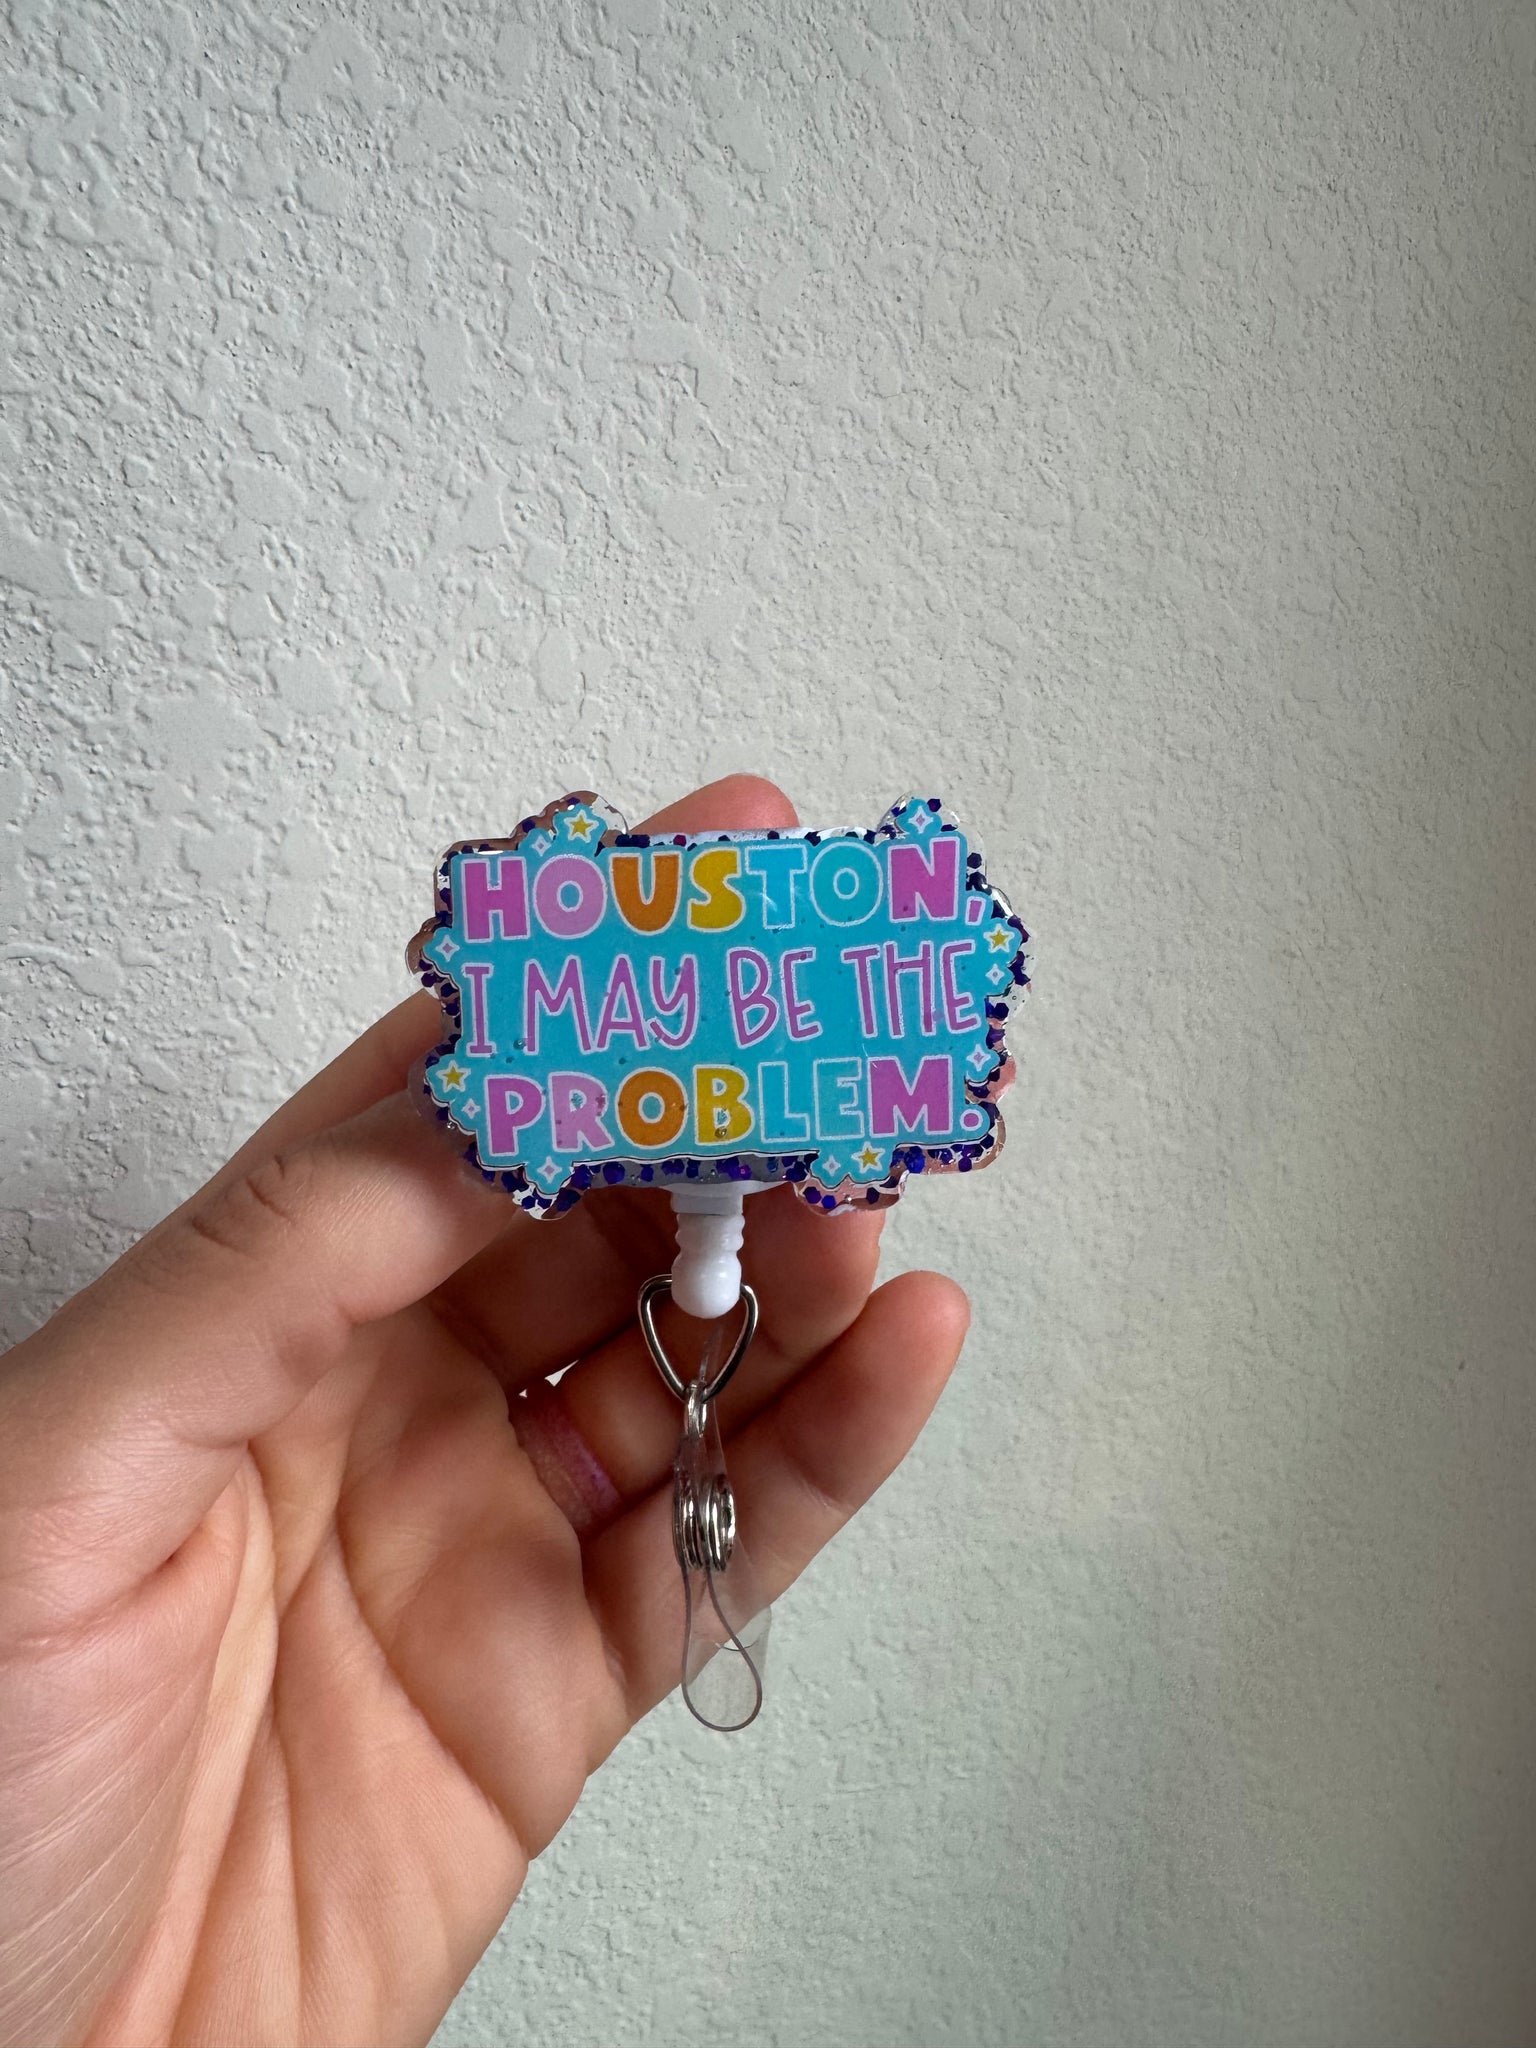 HOUSTON,
I MAY BE THE
PROBLEM.